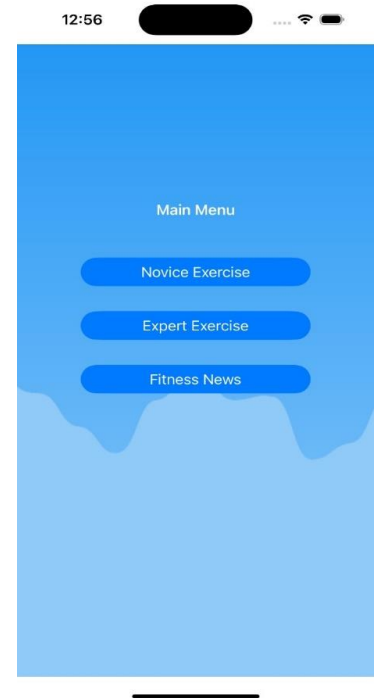 12:56
Main Menu
Novice Exercise
Expert Exercise
Fitness News